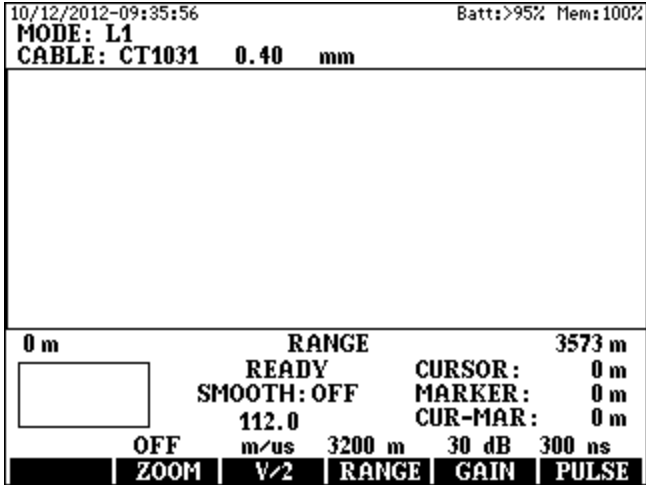 10/12/2012-09:35:56 Batt:>95% Mem:100%
MODE: L1
CABLE: CT1031 0.40 mm
0 m RANGE 3573 m
READY CURSOR: 0 m
SMOOTH:OFF MARKER: 0 m
112.0 CUR-MAR: 0 m
OFF m/us 3200 m 30 dB 300 ns
ZOOM V/2 RANGE GAIN PULSE